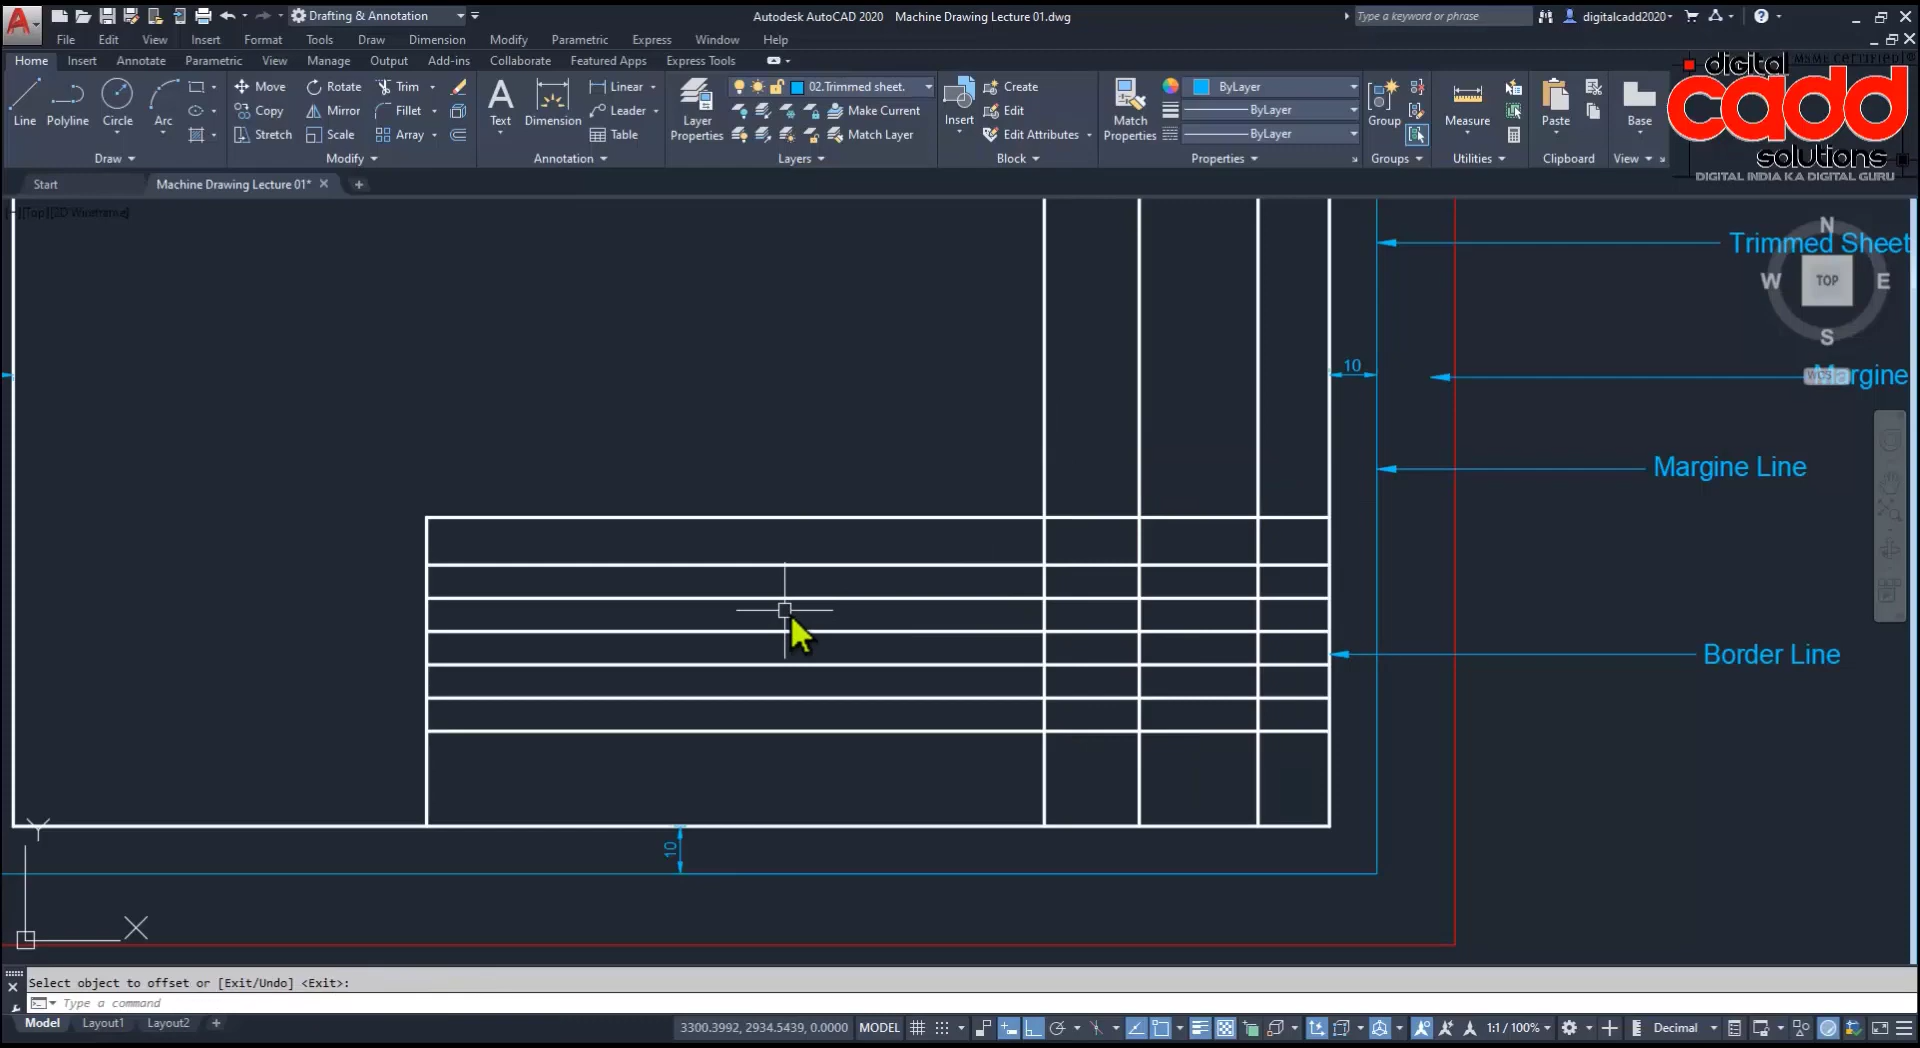 Drafting & Annotation
Autodesk AutoCAD 2020 Machine Drawing Lecture 01.dwg
Type a keyword or phrase
digitalcadd2020
File Edit View Insert Format Tools Draw Dimension Modify Parametric Express Window Help
Home Insert Annotate Parametric View Manage Output Add-ins Collaborate Featured Apps Express Tools
digital
MSME certified
cadd
solutions
DIGITAL INDIA KA DIGITAL GURU
Line Polyline Circle Arc
Move Rotate Trim
Copy Mirror Fillet
Stretch Scale Array
Text Dimension
Linear
Leader
Table
Layer Properties
02.Trimmed sheet.
Make Current
Match Layer
Insert
Create
Edit
Edit Attributes
Match Properties
ByLayer
ByLayer
ByLayer
Group
Measure
Paste
Base
Draw Modify Annotation Layers Block Properties Groups Utilities Clipboard View
Start Machine Drawing Lecture 01*
[−][Top][2D Wireframe]
N
Trimmed Sheet
W TOP E
S
10
WCS
Margine
Margine Line
Border Line
10
Y
X
Select object to offset or [Exit/Undo] <Exit>:
Type a command
Model Layout1 Layout2
3300.3992, 2934.5439, 0.0000 MODEL 1:1 / 100% Decimal